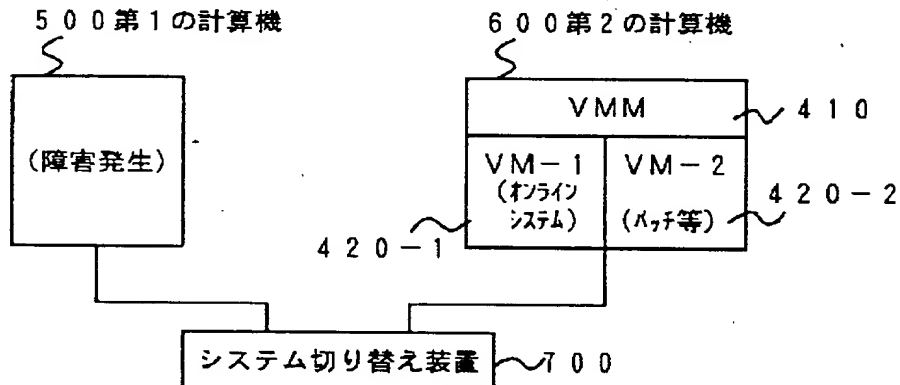 500第1の計算機
600第2の計算機
VMM
410
(障害発生)
VM-1
(オンライン
システム)
VM-2
(バッチ等)
420-2
420-1
システム切り替え装置
700